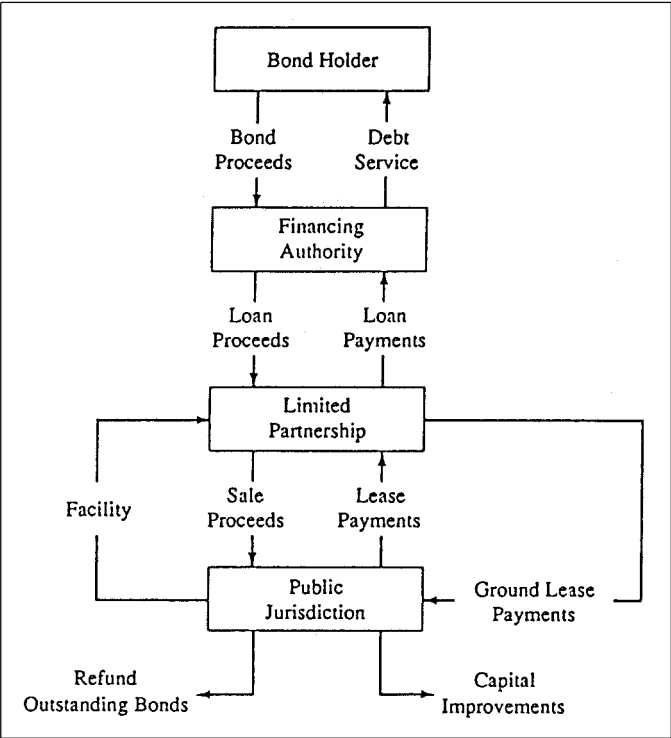 Bond Holder
Bond
Proceeds
Debt
Service
Financing
Authority
Loan
Proceeds
Loan
Payments
Limited
Partnership
Facility
Sale
Proceeds
Lease
Payments
Public
Jurisdiction
Ground Lease
Payments
Refund
Outstanding Bonds
Capital
Improvements